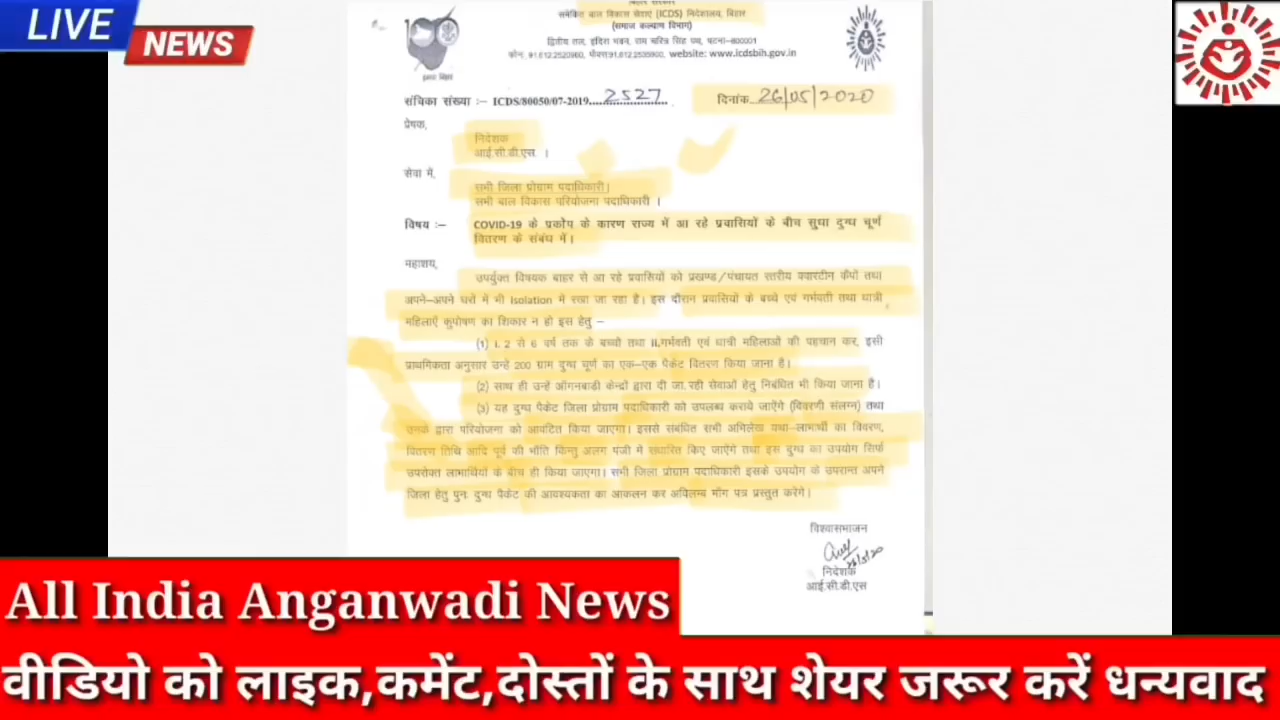 LIVE
NEWS
समेकित बाल विकास सेवाएं (ICDS) निदेशालय, बिहार
(समाज कल्याण विभाग)
द्वितीय तल, इंदिरा भवन, राम चरित्र सिंह पथ, पटना-800001
फोन: 91.612.2520960, फैक्स:91.612.2535900, website: www.icdsbih.gov.in
संचिका संख्या :- ICDS/80050/07-2019....2527....
दिनांक 26/05/2020
प्रेषक,
निदेशक
आई.सी.डी.एस. ।
सेवा में,
सभी जिला प्रोग्राम पदाधिकारी।
सभी बाल विकास परियोजना पदाधिकारी ।
विषय :- COVID-19 के प्रकोप के कारण राज्य में आ रहे प्रवासियों के बीच सुधा दुग्ध चूर्ण
वितरण के संबंध में।
महाशय,
उपर्युक्त विषयक बाहर से आ रहे प्रवासियों को प्रखण्ड/पंचायत स्तरीय क्वारंटीन कैंपो तथा
अपने-अपने घरों में भी Isolation में रखा जा रहा है। इस दौरान प्रवासियों के बच्चे एवं गर्भवती तथा धात्री
महिलाएँ कुपोषण का शिकार न हो इस हेतु –
(1) I. 2 से 6 वर्ष तक के बच्चो तथा II.गर्भवती एवं धात्री महिलाओं की पहचान कर, इसी
प्राथमिकता अनुसार उन्हें 200 ग्राम दुग्ध चूर्ण का एक-एक पैकेट वितरण किया जाना है।
(2) साथ ही उन्हें आँगनबाडी केन्द्रों द्वारा दी जा रही सेवाओं हेतु निबंधित भी किया जाना है।
(3) यह दुग्ध पैकेट जिला प्रोग्राम पदाधिकारी को उपलब्ध कराये जाऐंगे (विवरणी संलग्न) तथा
उनके द्वारा परियोजना को आवंटित किया जाएगा। इससे संबंधित सभी अभिलेख यथा-लाभार्थी का विवरण,
वितरण तिथि आदि पूर्व की भाँति किन्तु अलग पंजी में संधारित किए जाऐंगे तथा इस दुग्ध का उपयोग सिर्फ
उपरोक्त लाभार्थियों के बीच ही किया जाएगा। सभी जिला प्रोग्राम पदाधिकारी इसके उपयोग के उपरान्त अपने
जिला हेतु पुनः दुग्ध पैकेट की आवश्यकता का आकलन कर अविलम्ब माँग पत्र प्रस्तुत करेंगे।
विश्वासभाजन
निदेशक
आई.सी.डी.एस
All India Anganwadi News
वीडियो को लाइक,कमेंट,दोस्तों के साथ शेयर जरूर करें धन्यवाद